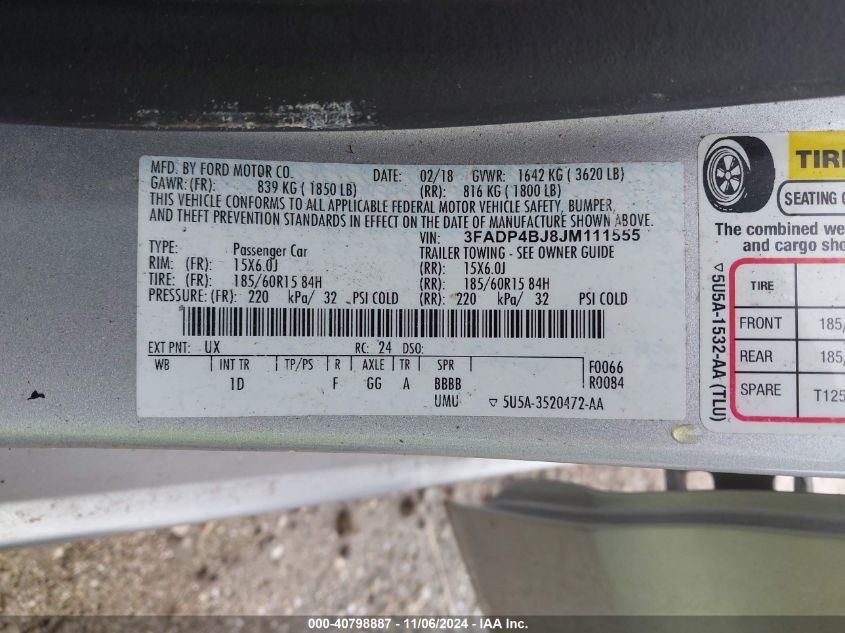 MFD. BY FORD MOTOR CO.
DATE: 02/18 GVWR: 1642 KG ( 3620 LB)
GAWR:(FR): 839 KG ( 1850 LB) (RR): 816 KG ( 1800 LB)
THIS VEHICLE CONFORMS TO ALL APPLICABLE FEDERAL MOTOR VEHICLE SAFETY, BUMPER,
AND THEFT PREVENTION STANDARDS IN EFFECT ON THE DATE OF MANUFACTURE SHOWN ABOVE.
VIN: 3FADP4BJ8JM111555
TYPE: Passenger Car TRAILER TOWING - SEE OWNER GUIDE
RIM: (FR): 15X6.0J (RR): 15X6.0J
TIRE: (FR): 185/60R15 84H (RR): 185/60R15 84H
PRESSURE: (FR): 220 kPa/ 32 PSI COLD (RR): 220 kPa/ 32 PSI COLD
EXT PNT: UX RC: 24 DSO:
WB INT TR TP/PS R AXLE TR SPR F0066
1D F GG A BBBB R0084
UMU ▽ 5U5A-3520472-AA
TIRE
SEATING
The combined
and cargo
▽ 5U5A-1532-AA (TLU)
TIRE
FRONT 185/
REAR 185/
SPARE T125
000-40798887 - 11/06/2024 - IAA Inc.